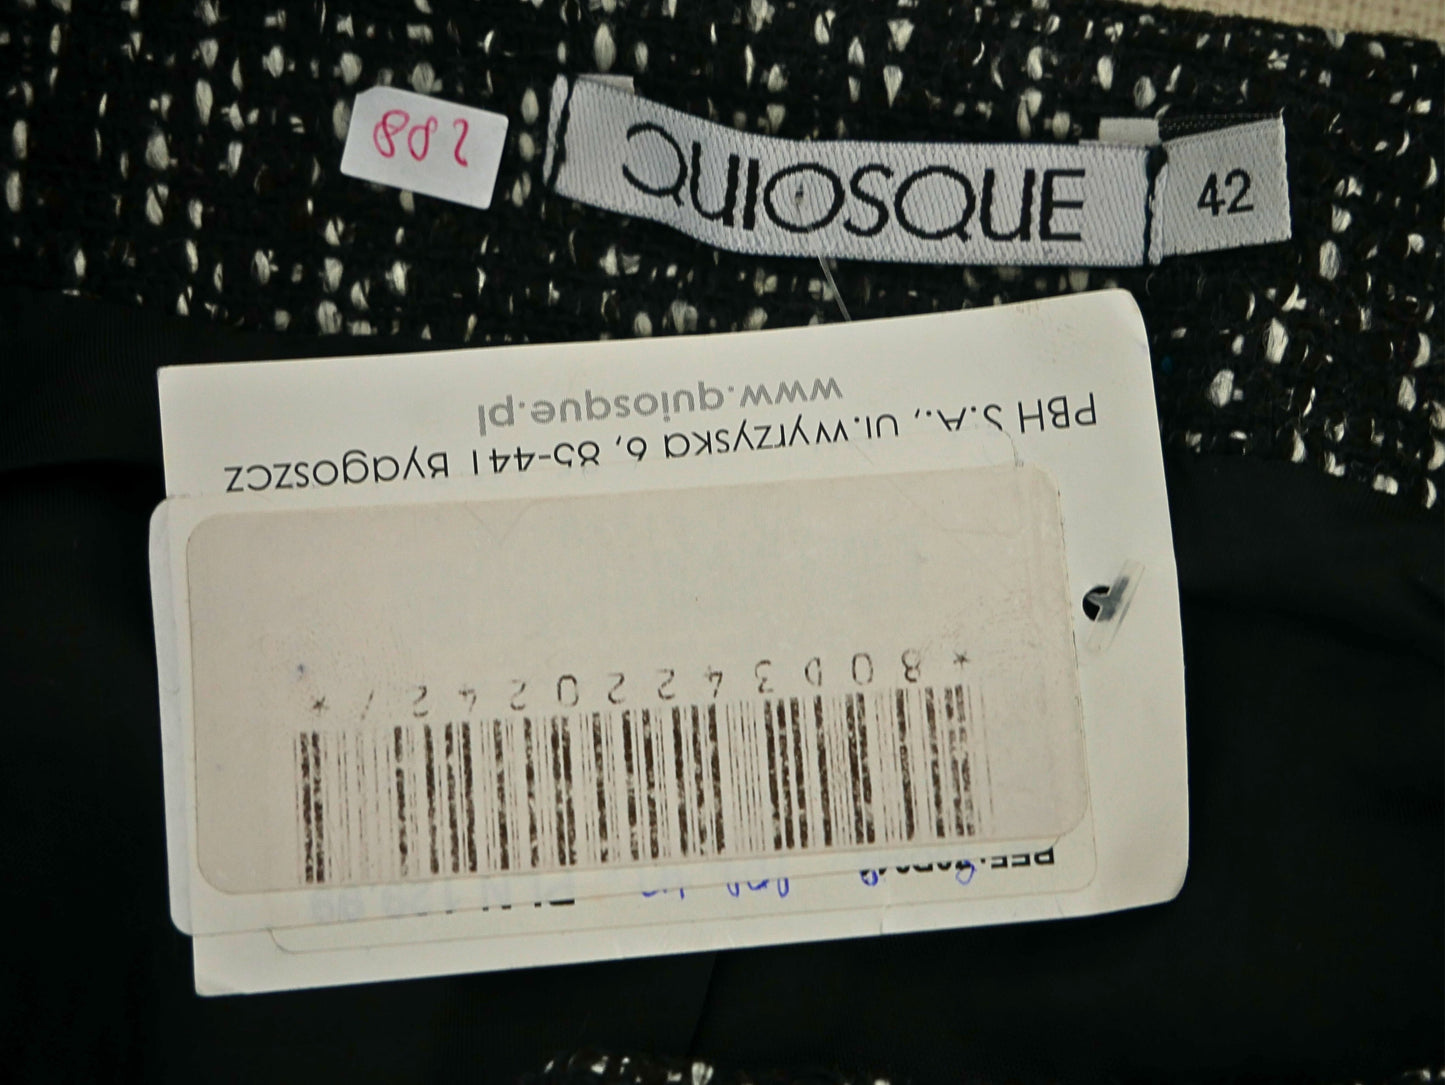 QUIOSQUE
42
*80D34220242/*
PBH S.A., ul.Wyrzyska 6, 85-441 Bydgoszcz
www.quiosque.pl